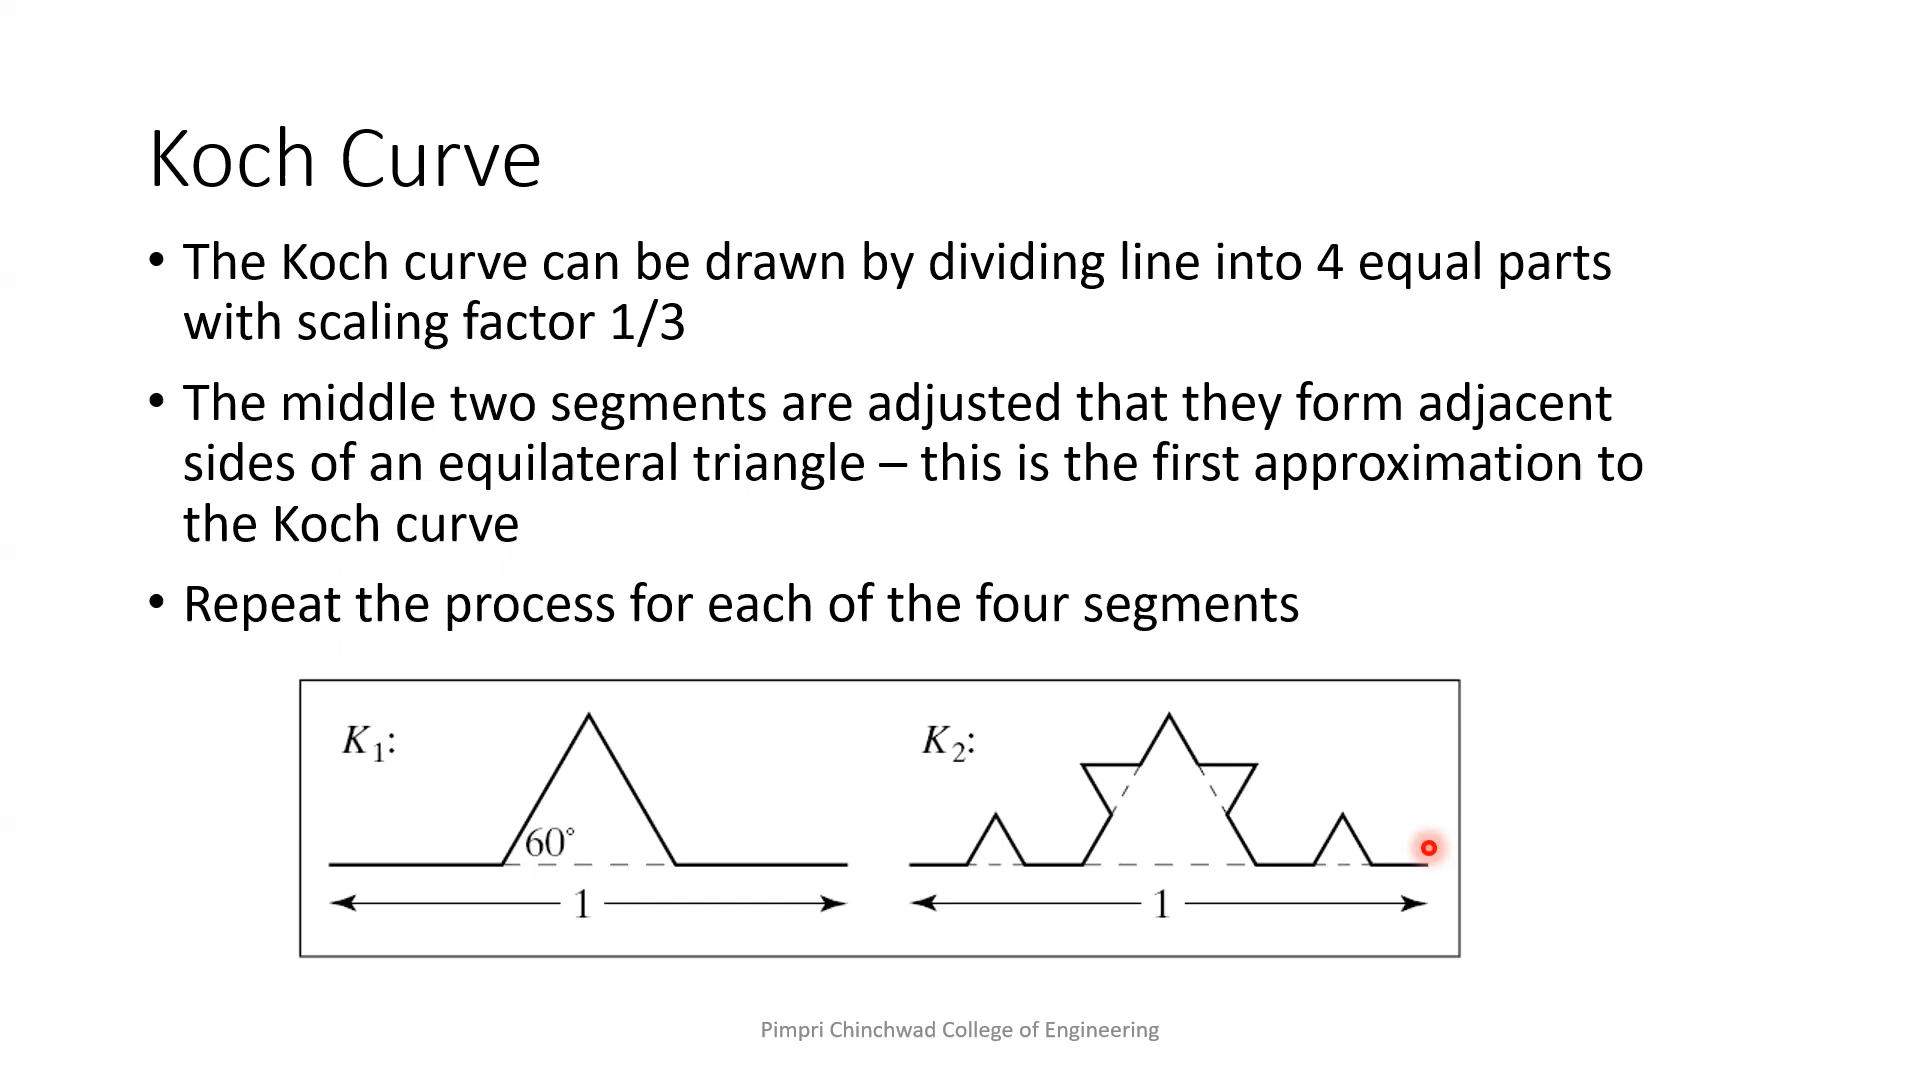 Koch Curve
• The Koch curve can be drawn by dividing line into 4 equal parts
with scaling factor 1/3
• The middle two segments are adjusted that they form adjacent
sides of an equilateral triangle – this is the first approximation to
the Koch curve
• Repeat the process for each of the four segments
K₁:
K₂:
60°
1
1
Pimpri Chinchwad College of Engineering